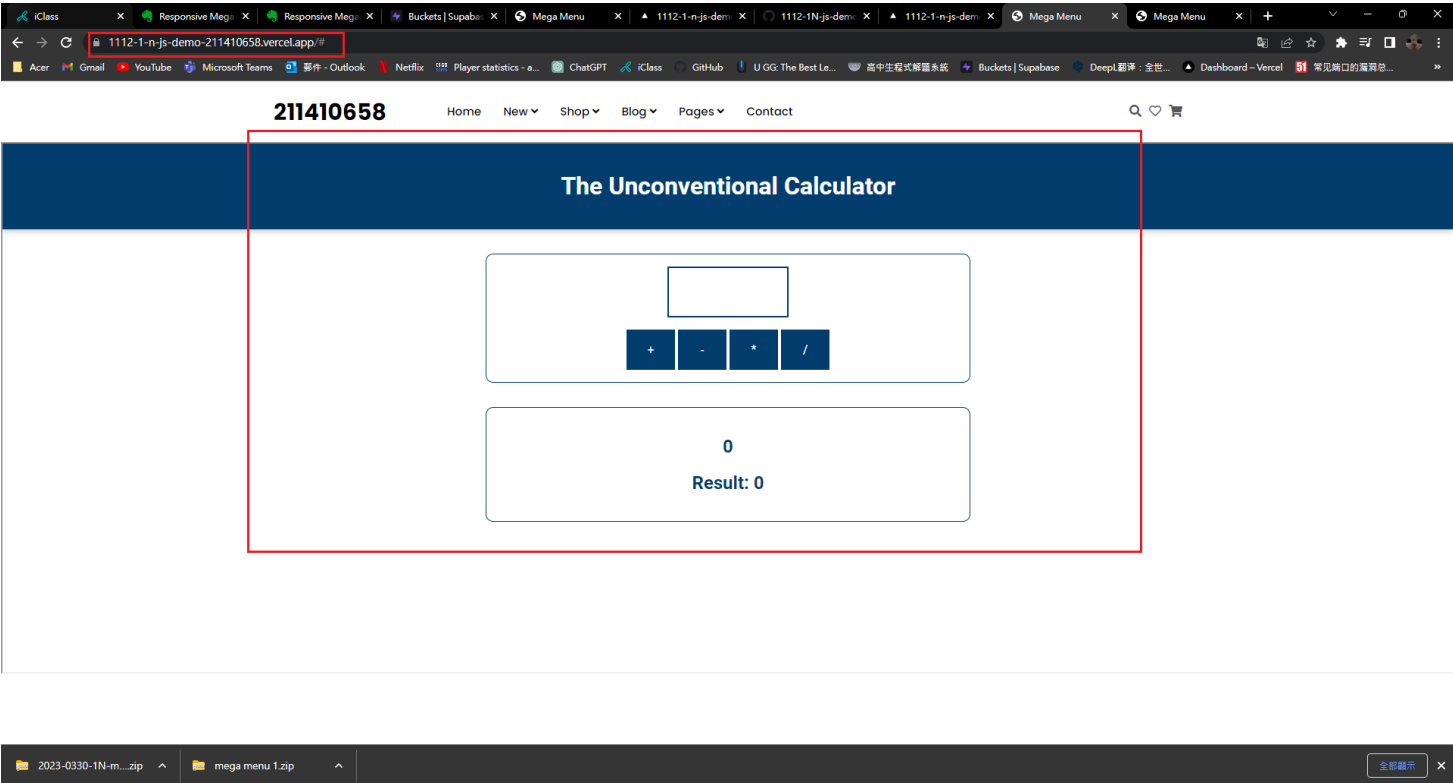 iClass Responsive Mega Responsive Mega Buckets | Supabas Mega Menu 1112-1-n-js-dem 1112-1N-js-demo 1112-1-n-js-dem Mega Menu Mega Menu
1112-1-n-js-demo-211410658.vercel.app/#
Acer Gmail YouTube Microsoft Teams 郵件 - Outlook Netflix Player statistics - a... ChatGPT iClass GitHub U GG: The Best Le... 高中生程式解題系統 Buckets | Supabase DeepL翻译：全世... Dashboard – Vercel 51 常见端口的漏洞总...
211410658 Home New Shop Blog Pages Contact
The Unconventional Calculator
+ - * /
0
Result: 0
2023-0330-1N-m....zip mega menu 1.zip 全部顯示